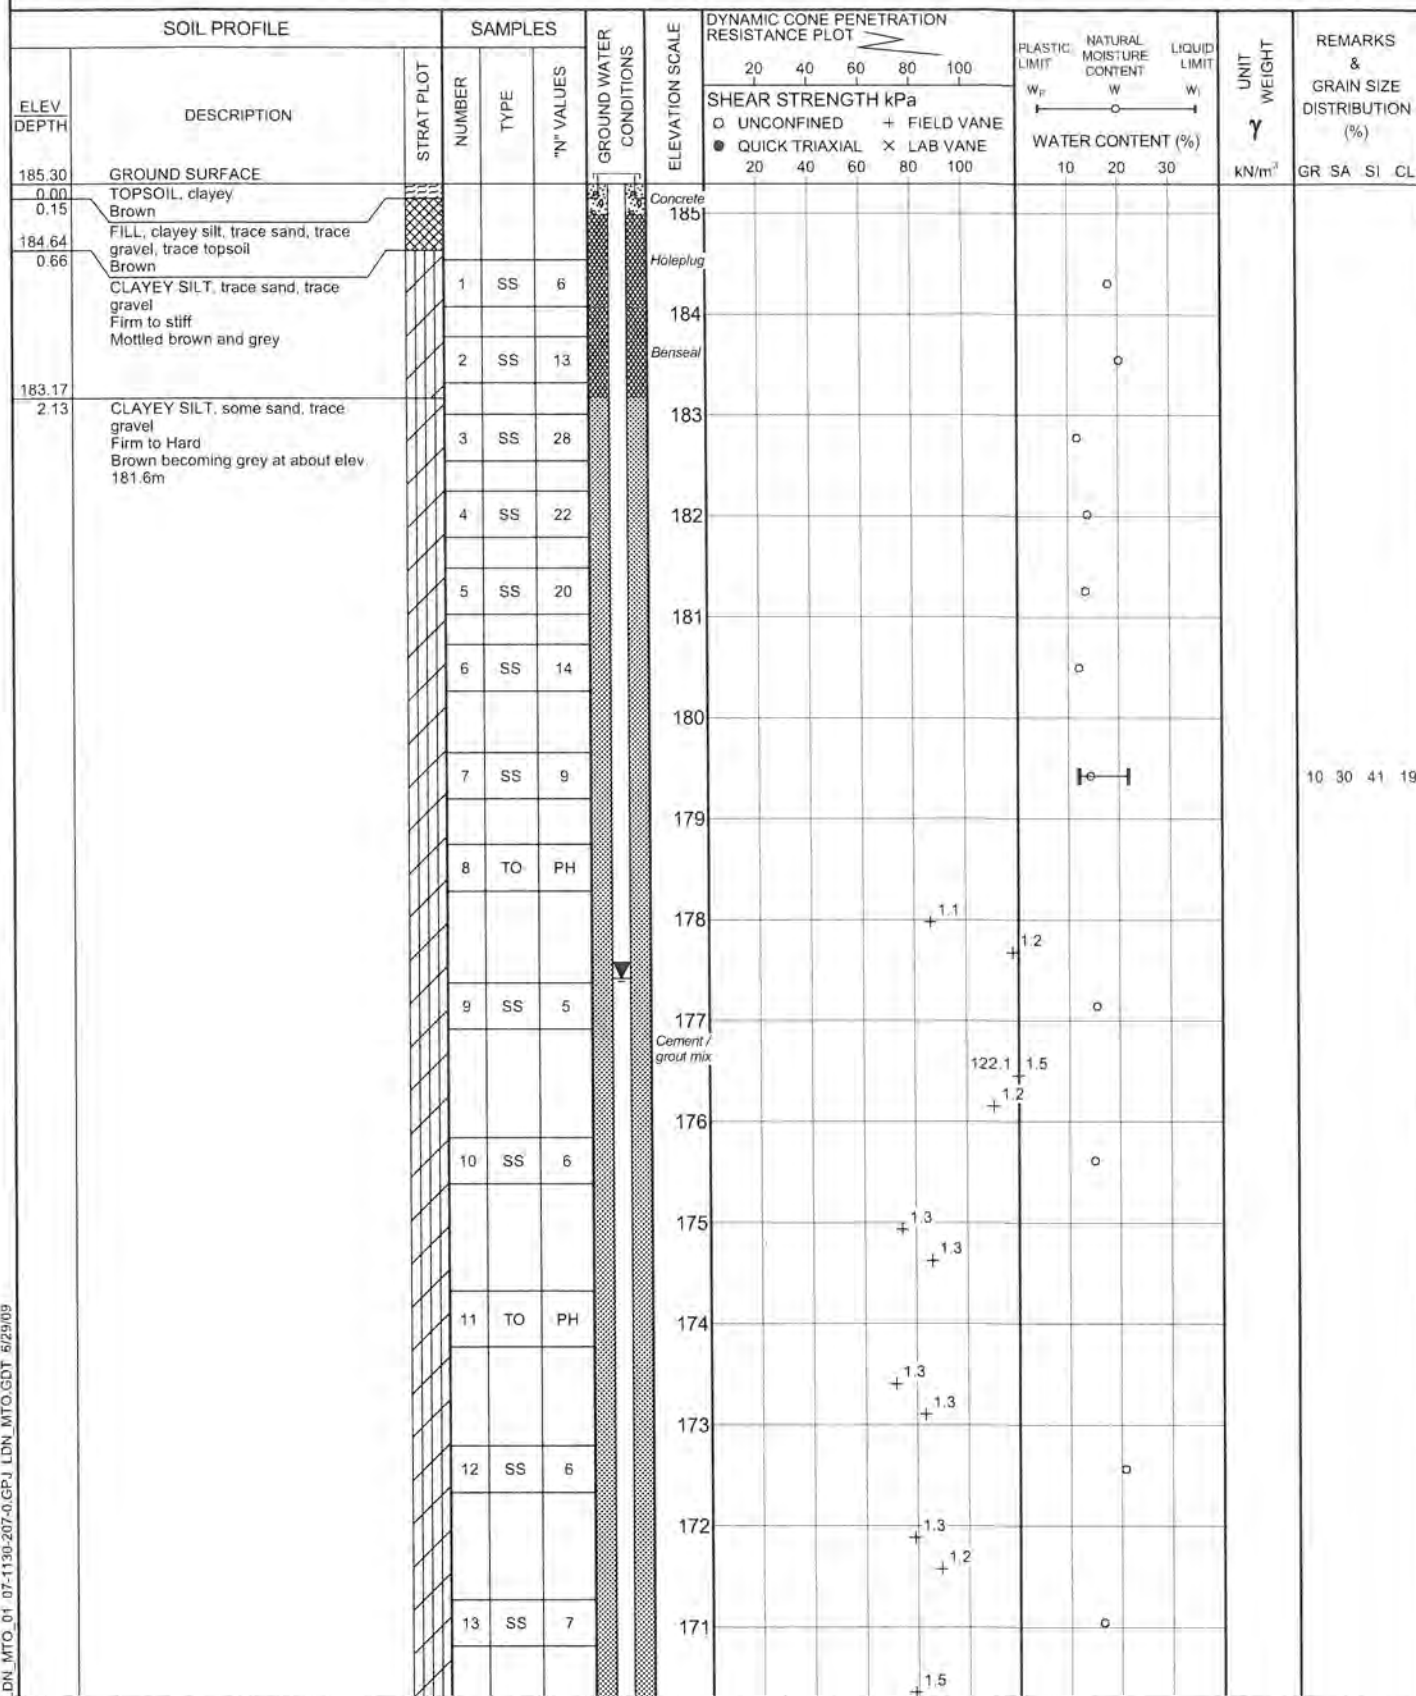 SOIL PROFILE
SAMPLES
GROUND WATER CONDITIONS
ELEVATION SCALE
DYNAMIC CONE PENETRATION
RESISTANCE PLOT
20 40 60 80 100
SHEAR STRENGTH kPa
O UNCONFINED + FIELD VANE
● QUICK TRIAXIAL × LAB VANE
20 40 60 80 100
PLASTIC LIMIT
NATURAL MOISTURE CONTENT
LIQUID LIMIT
WP W WL
WATER CONTENT (%)
10 20 30
UNIT WEIGHT
γ
kN/m³
REMARKS
&
GRAIN SIZE
DISTRIBUTION
(%)
GR SA SI CL
ELEV
DEPTH
DESCRIPTION
STRAT PLOT
NUMBER
TYPE
"N" VALUES
185.30 GROUND SURFACE
0.00 TOPSOIL, clayey
0.15 Brown
FILL, clayey silt, trace sand, trace
184.64 gravel, trace topsoil
0.66 Brown
CLAYEY SILT, trace sand, trace
gravel
Firm to stiff
Mottled brown and grey
183.17
2.13 CLAYEY SILT, some sand, trace
gravel
Firm to Hard
Brown becoming grey at about elev.
181.6m
1 SS 6
2 SS 13
3 SS 28
4 SS 22
5 SS 20
6 SS 14
7 SS 9
8 TO PH
9 SS 5
10 SS 6
11 TO PH
12 SS 6
13 SS 7
Concrete
Holeplug
Benseal
Cement /
grout mix
185
184
183
182
181
180
179
178
177
176
175
174
173
172
171
1.1
1.2
122.1 1.5
1.2
1.3
1.3
1.3
1.3
1.3
1.2
1.5
10 30 41 19
LDN_MTO_01 07-1130-207-0.GPJ LDN_MTO.GDT 6/29/09